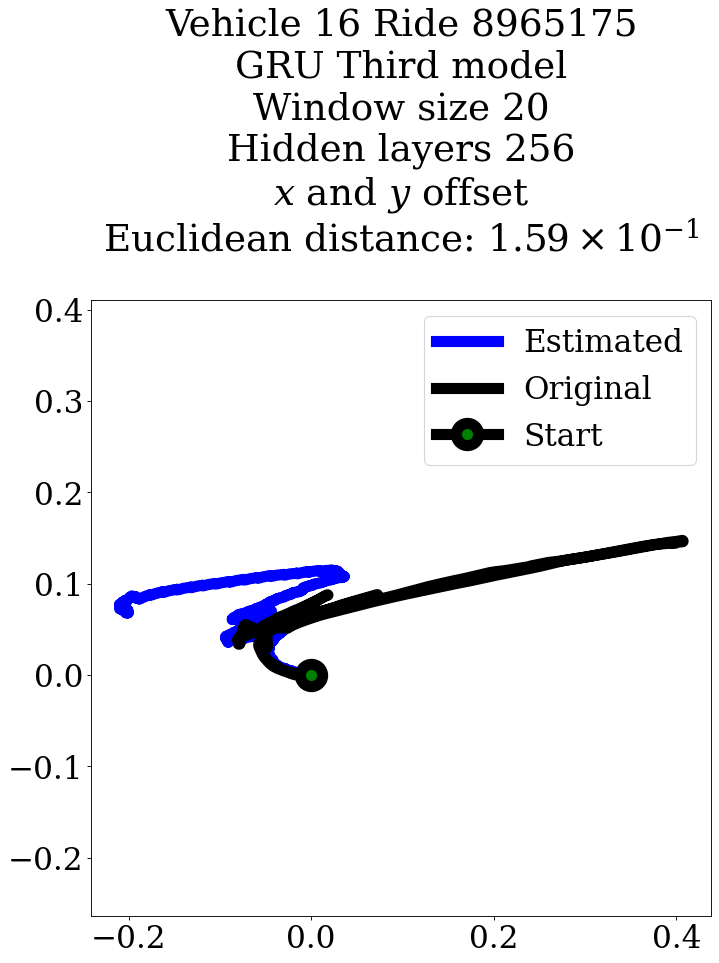 Vehicle 16 Ride 8965175
GRU Third model
Window size 20
Hidden layers 256
x and y offset
Euclidean distance: 1.59 × 10⁻¹
Estimated
Original
Start
0.4
0.3
0.2
0.1
0.0
−0.1
−0.2
−0.2 0.0 0.2 0.4